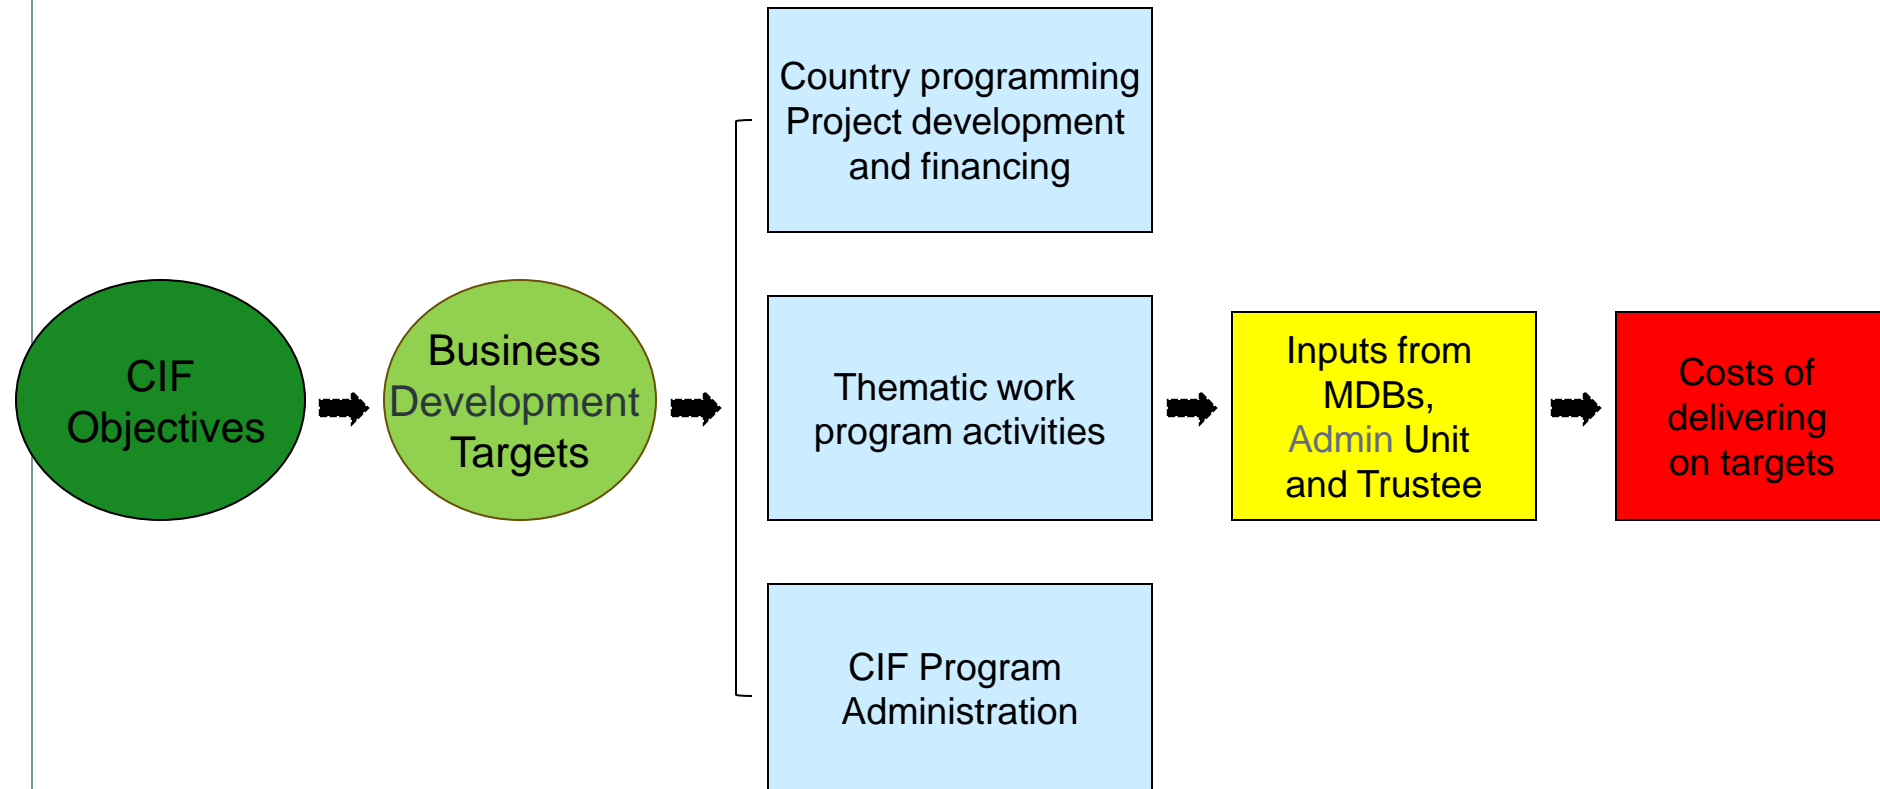 CIF
Objectives
Business
Development
Targets
Country programming
Project development
and financing
Thematic work
program activities
CIF Program
Administration
Inputs from
MDBs,
Admin Unit
and Trustee
Costs of
delivering
on targets